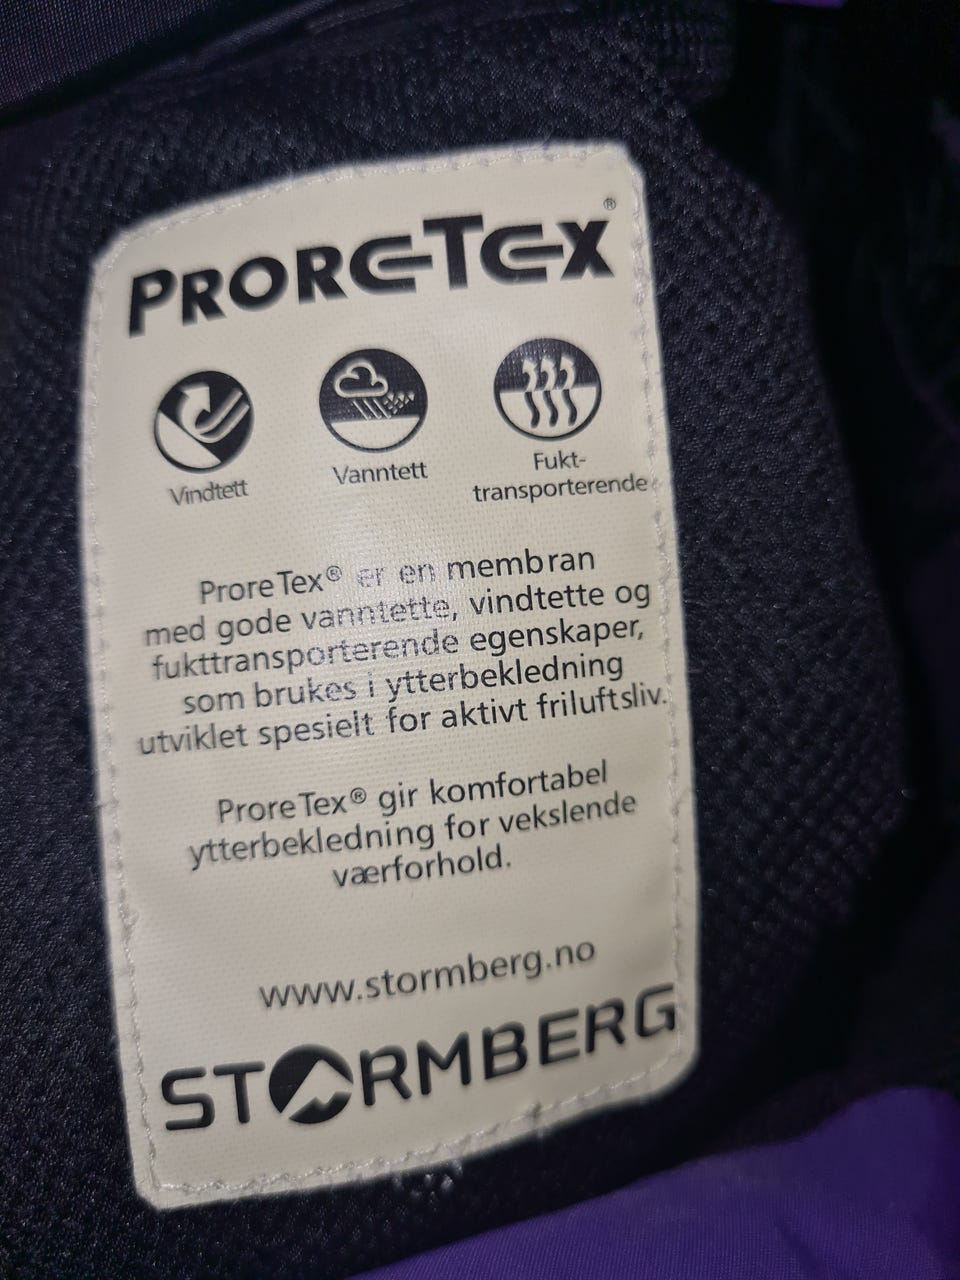 PRORETEX®
Vindtett
Vanntett
Fukt-
transporterende
ProreTex® er en membran
med gode vanntette, vindtette og
fukttransporterende egenskaper,
som brukes i ytterbekledning
utviklet spesielt for aktivt friluftsliv.
ProreTex® gir komfortabel
ytterbekledning for vekslende
værforhold.
www.stormberg.no
STORMBERG